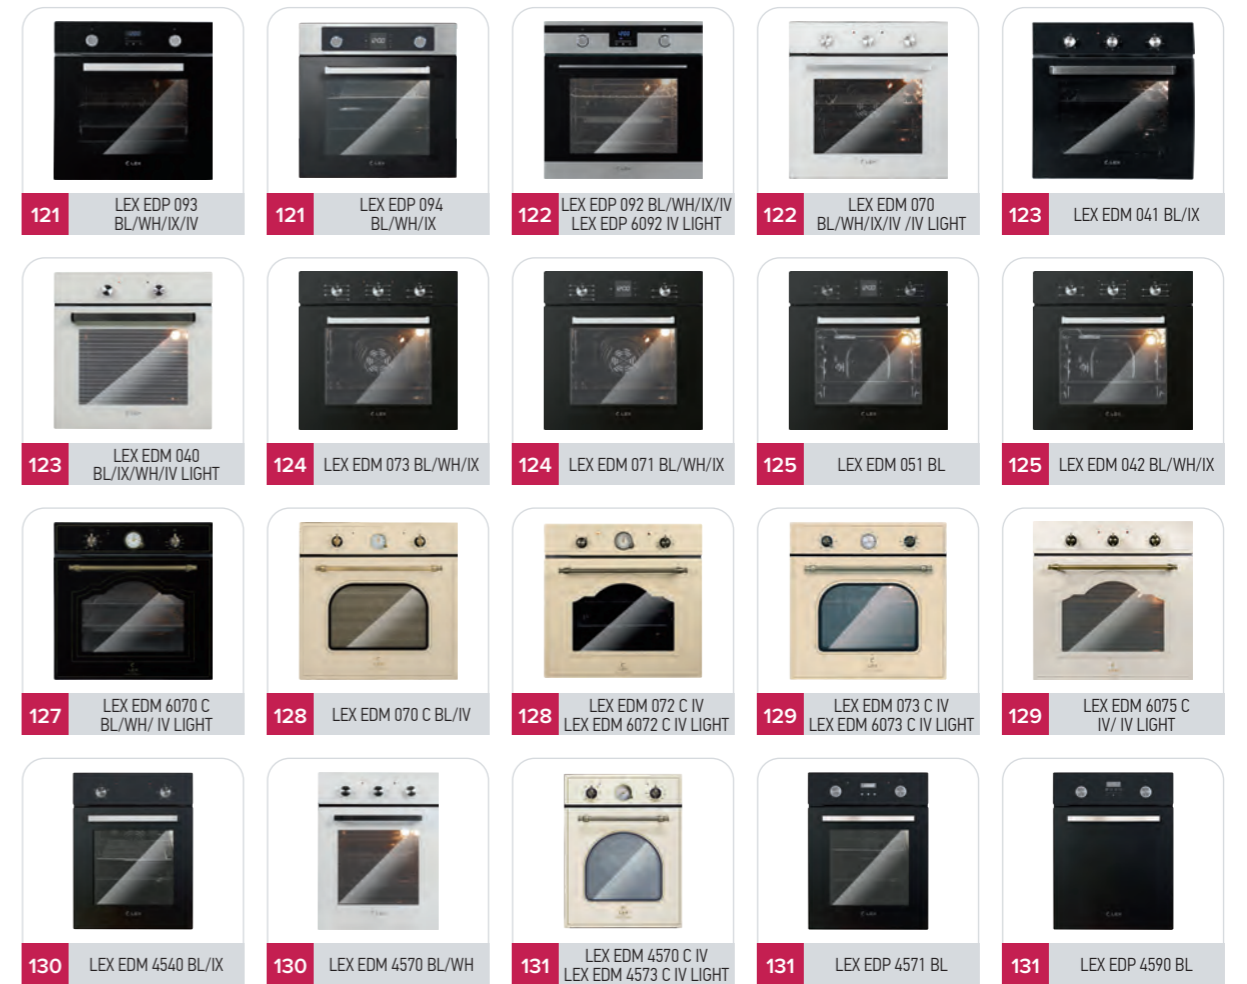 121
LEX EDP 093
BL/WH/IX/IV
121
LEX EDP 094
BL/WH/IX
122
LEX EDP 092 BL/WH/IX/IV
LEX EDP 6092 IV LIGHT
122
LEX EDM 070
BL/WH/IX/IV /IV LIGHT
123
LEX EDM 041 BL/IX
123
LEX EDM 040
BL/IX/WH/IV LIGHT
124
LEX EDM 073 BL/WH/IX
124
LEX EDM 071 BL/WH/IX
125
LEX EDM 051 BL
125
LEX EDM 042 BL/WH/IX
127
LEX EDM 6070 C
BL/WH/ IV LIGHT
128
LEX EDM 070 C BL/IV
128
LEX EDM 072 C IV
LEX EDM 6072 C IV LIGHT
129
LEX EDM 073 C IV
LEX EDM 6073 C IV LIGHT
129
LEX EDM 6075 C
IV/ IV LIGHT
130
LEX EDM 4540 BL/IX
130
LEX EDM 4570 BL/WH
131
LEX EDM 4570 C IV
LEX EDM 4573 C IV LIGHT
131
LEX EDP 4571 BL
131
LEX EDP 4590 BL